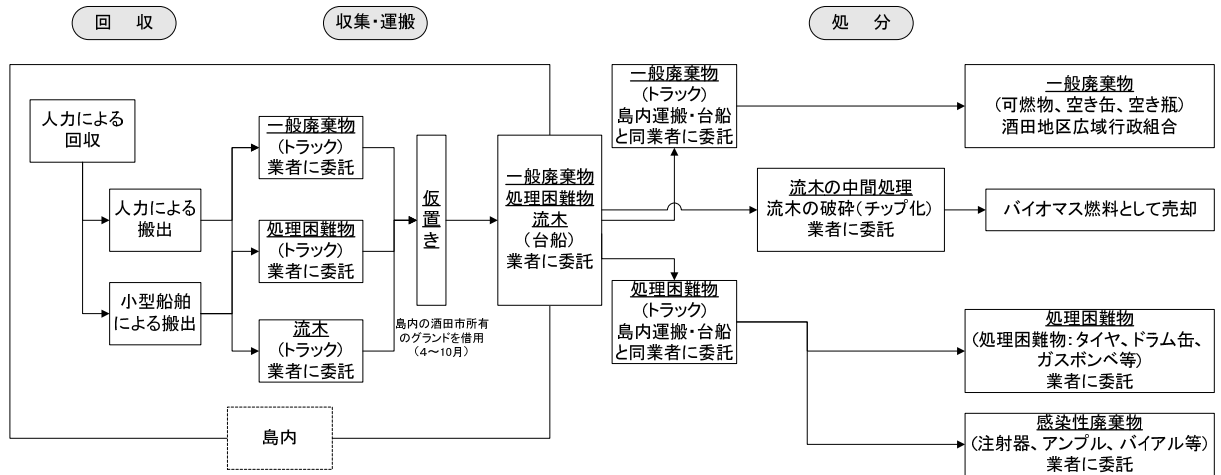 回　収
収集・運搬
処　分
人力による
回収
人力による
搬出
小型船舶
による搬出
一般廃棄物
(トラック)
業者に委託
処理困難物
(トラック)
業者に委託
流木
(トラック)
業者に委託
仮置き
島内の酒田市所有
のグランドを借用
(4～10月)
島内
一般廃棄物
処理困難物
流木
(台船)
業者に委託
一般廃棄物
(トラック)
島内運搬・台船
と同業者に委託
処理困難物
(トラック)
島内運搬・台船
と同業者に委託
流木の中間処理
流木の破砕(チップ化)
業者に委託
一般廃棄物
(可燃物、空き缶、空き瓶)
酒田地区広域行政組合
バイオマス燃料として売却
処理困難物
(処理困難物:タイヤ、ドラム缶、
ガスボンベ等)
業者に委託
感染性廃棄物
(注射器、アンプル、バイアル等)
業者に委託